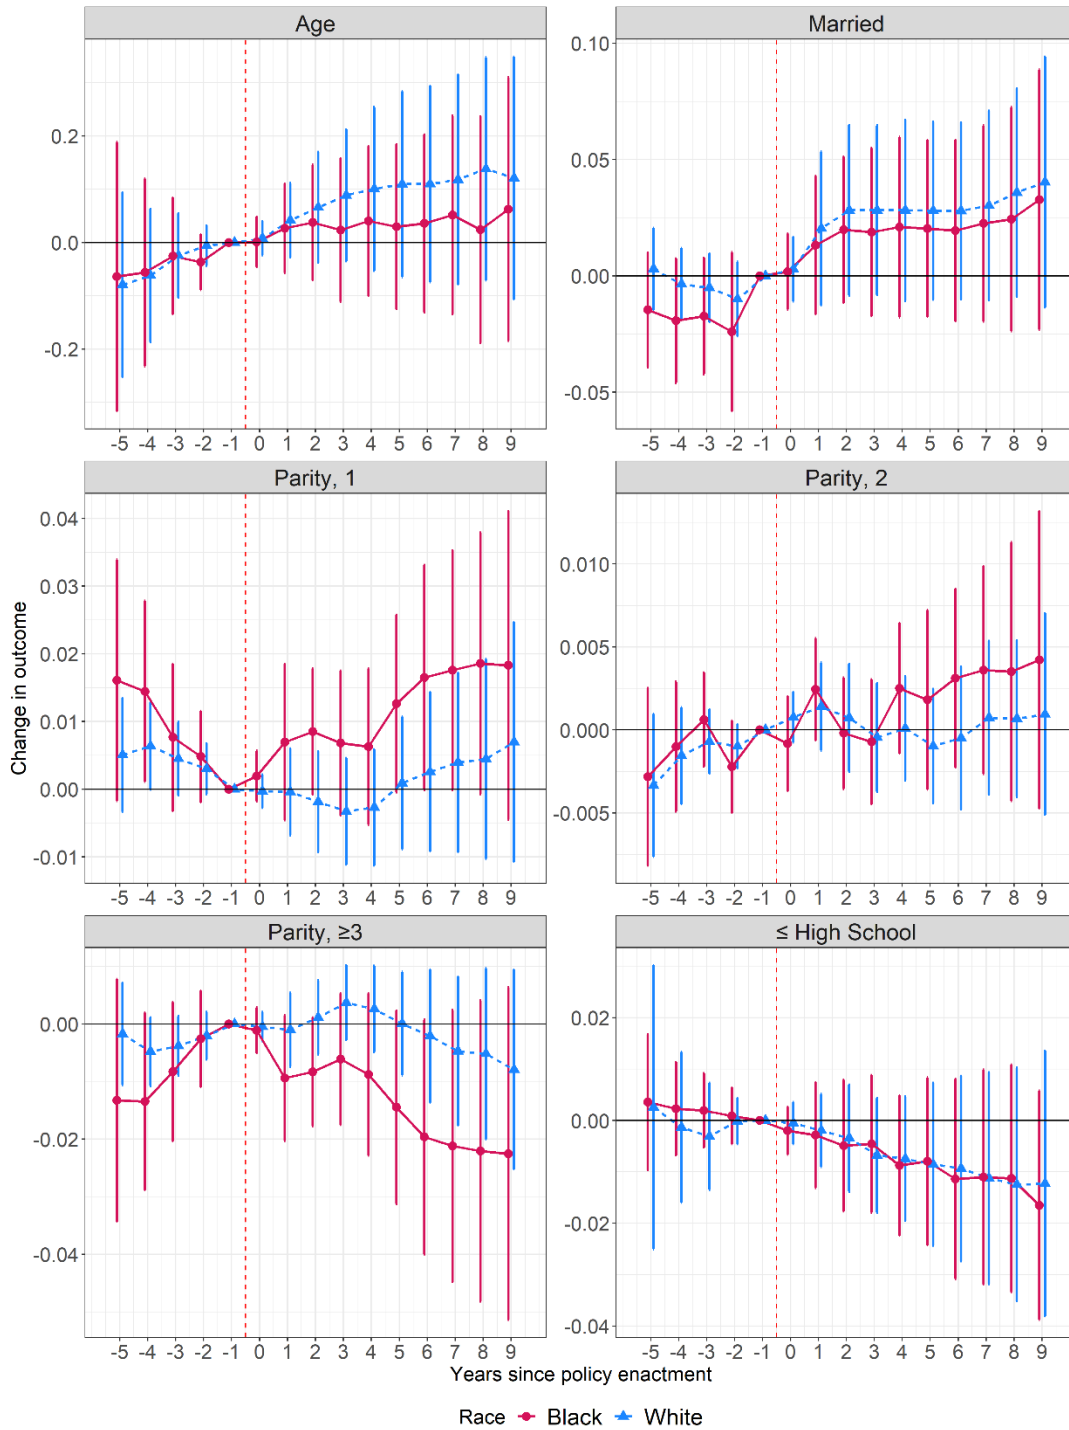 Age
Married
0.2
0.0
-0.2
0.10
0.05
0.00
-0.05
-5 -4 -3 -2 -1 0 1 2 3 4 5 6 7 8 9
-5 -4 -3 -2 -1 0 1 2 3 4 5 6 7 8 9
Parity, 1
Parity, 2
0.04
0.03
0.02
0.01
0.00
-0.01
0.010
0.005
0.000
-0.005
-5 -4 -3 -2 -1 0 1 2 3 4 5 6 7 8 9
-5 -4 -3 -2 -1 0 1 2 3 4 5 6 7 8 9
Parity, ≥3
≤ High School
0.00
-0.02
-0.04
0.02
0.00
-0.02
-0.04
-5 -4 -3 -2 -1 0 1 2 3 4 5 6 7 8 9
-5 -4 -3 -2 -1 0 1 2 3 4 5 6 7 8 9
Change in outcome
Years since policy enactment
Race Black White